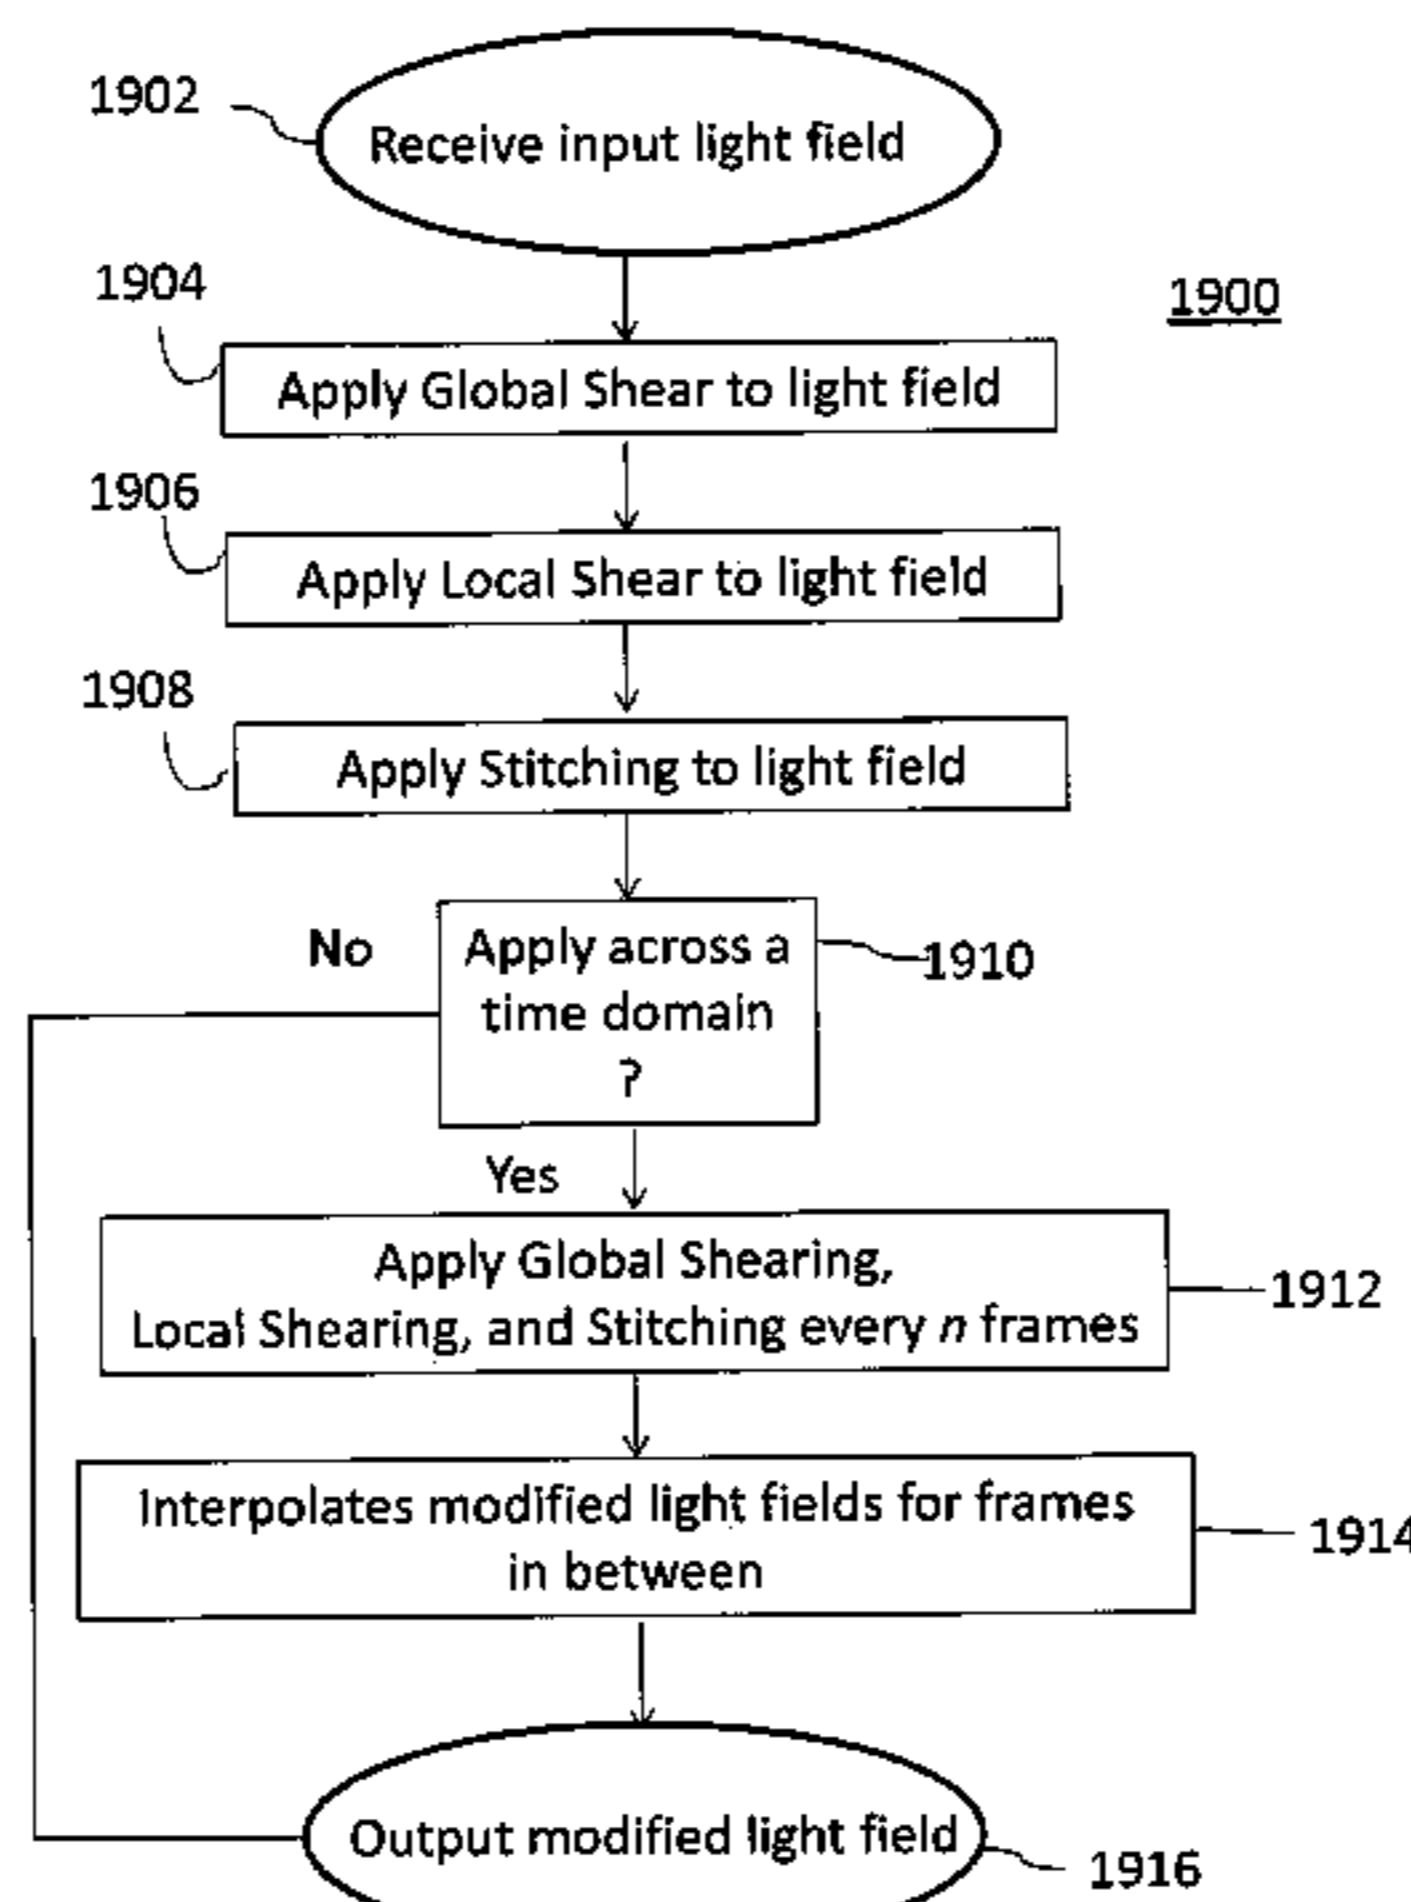 1902
Receive input light field
1904
1900
Apply Global Shear to light field
1906
Apply Local Shear to light field
1908
Apply Stitching to light field
No
Apply across a
time domain
?
1910
Yes
Apply Global Shearing,
Local Shearing, and Stitching every n frames
1912
Interpolates modified light fields for frames
in between
1914
Output modified light field
1916